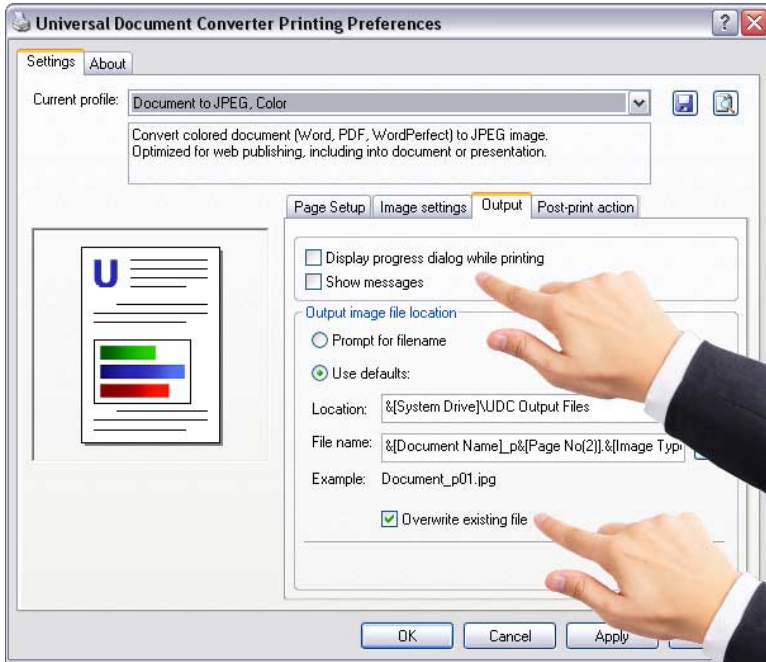 Universal Document Converter Printing Preferences
Settings
About
Current profile:
Document to JPEG, Color
Convert colored document (Word, PDF, WordPerfect) to JPEG image.
Optimized for web publishing, including into document or presentation.
Page Setup
Image settings
Output
Post-print action
U
Display progress dialog while printing
Show messages
Output image file location
Prompt for filename
Use defaults:
Location:
&[System Drive]\UDC Output Files
File name:
&[Document Name]_p&[Page No(2)].&[Image Typ
Example:
Document_p01.jpg
Overwrite existing file
OK
Cancel
Apply